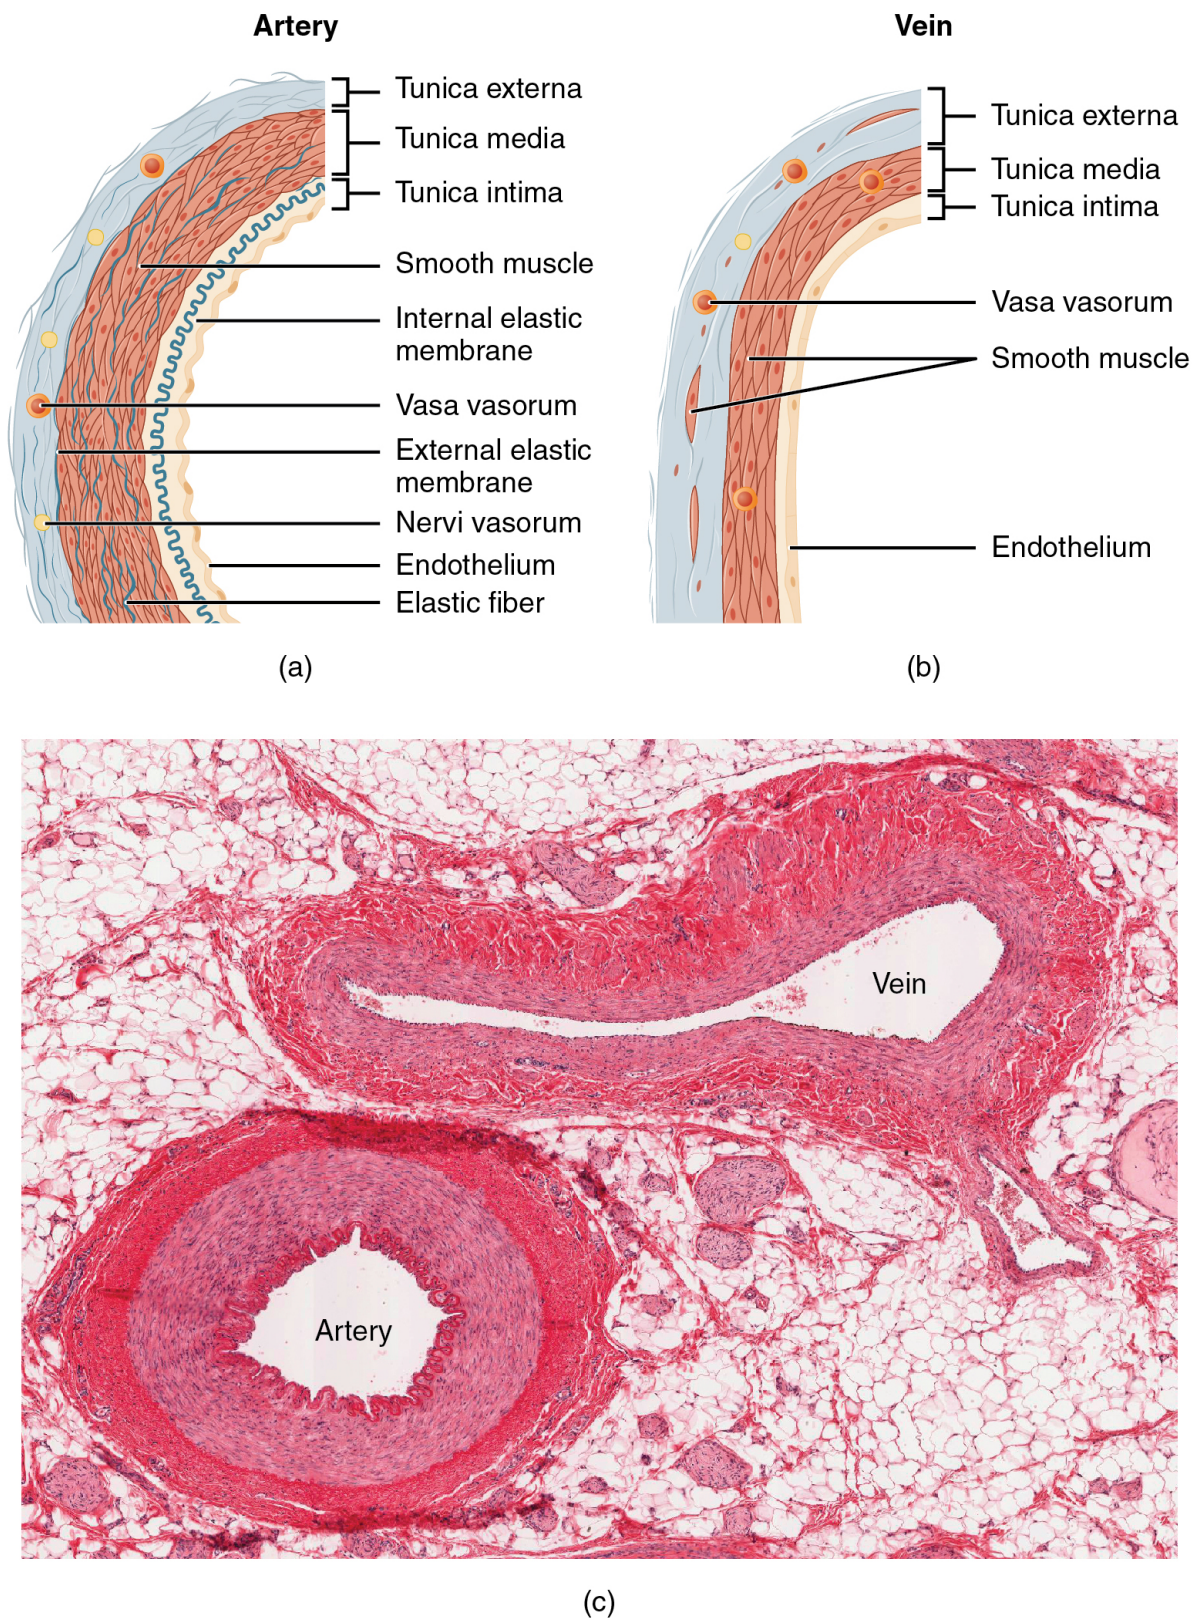 Artery
Tunica externa
Tunica media
Tunica intima
Smooth muscle
Internal elastic
membrane
Vasa vasorum
External elastic
membrane
Nervi vasorum
Endothelium
Elastic fiber
(a)
Vein
Tunica externa
Tunica media
Tunica intima
Vasa vasorum
Smooth muscle
Endothelium
(b)
Vein
Artery
(c)